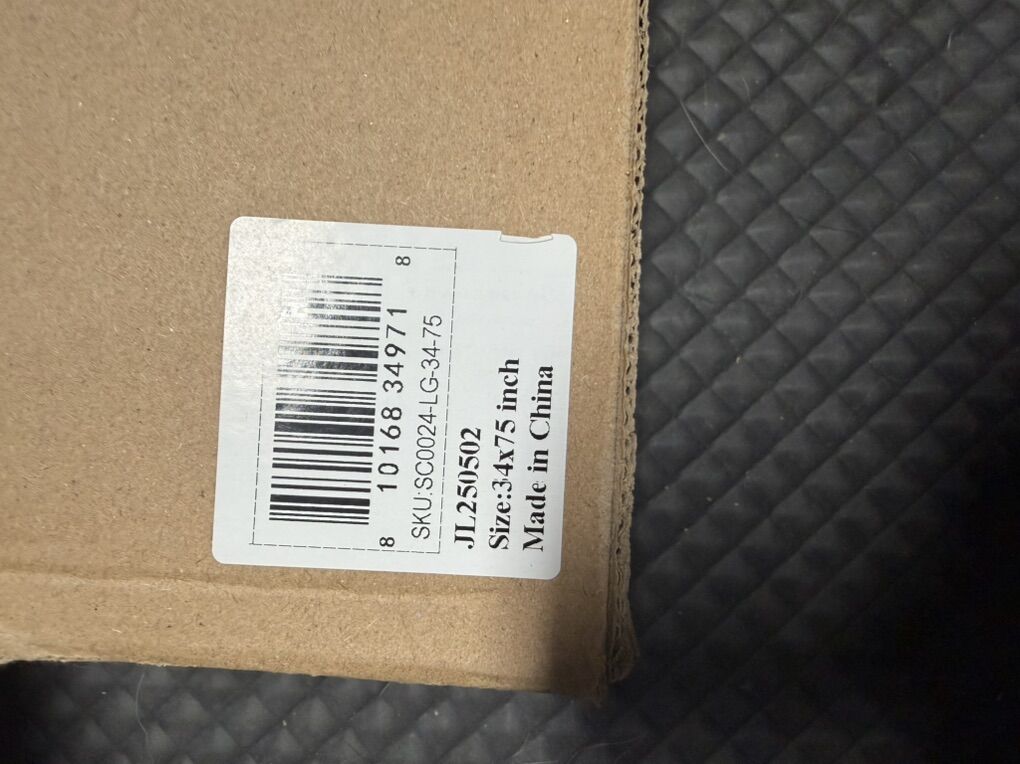 8 10168 34971 8
SKU:SC0024-LG-34-75
JL250502
Size:34x75 inch
Made in China